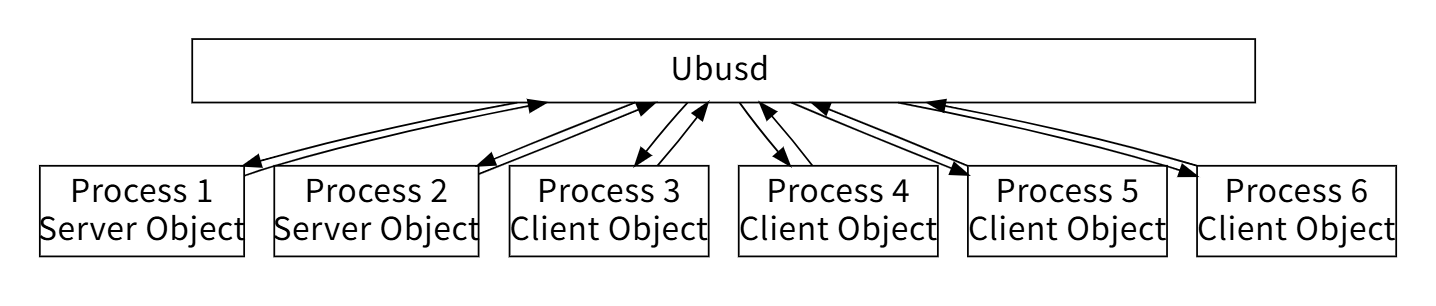 Ubusd
Process 1
Server Object
Process 2
Server Object
Process 3
Client Object
Process 4
Client Object
Process 5
Client Object
Process 6
Client Object